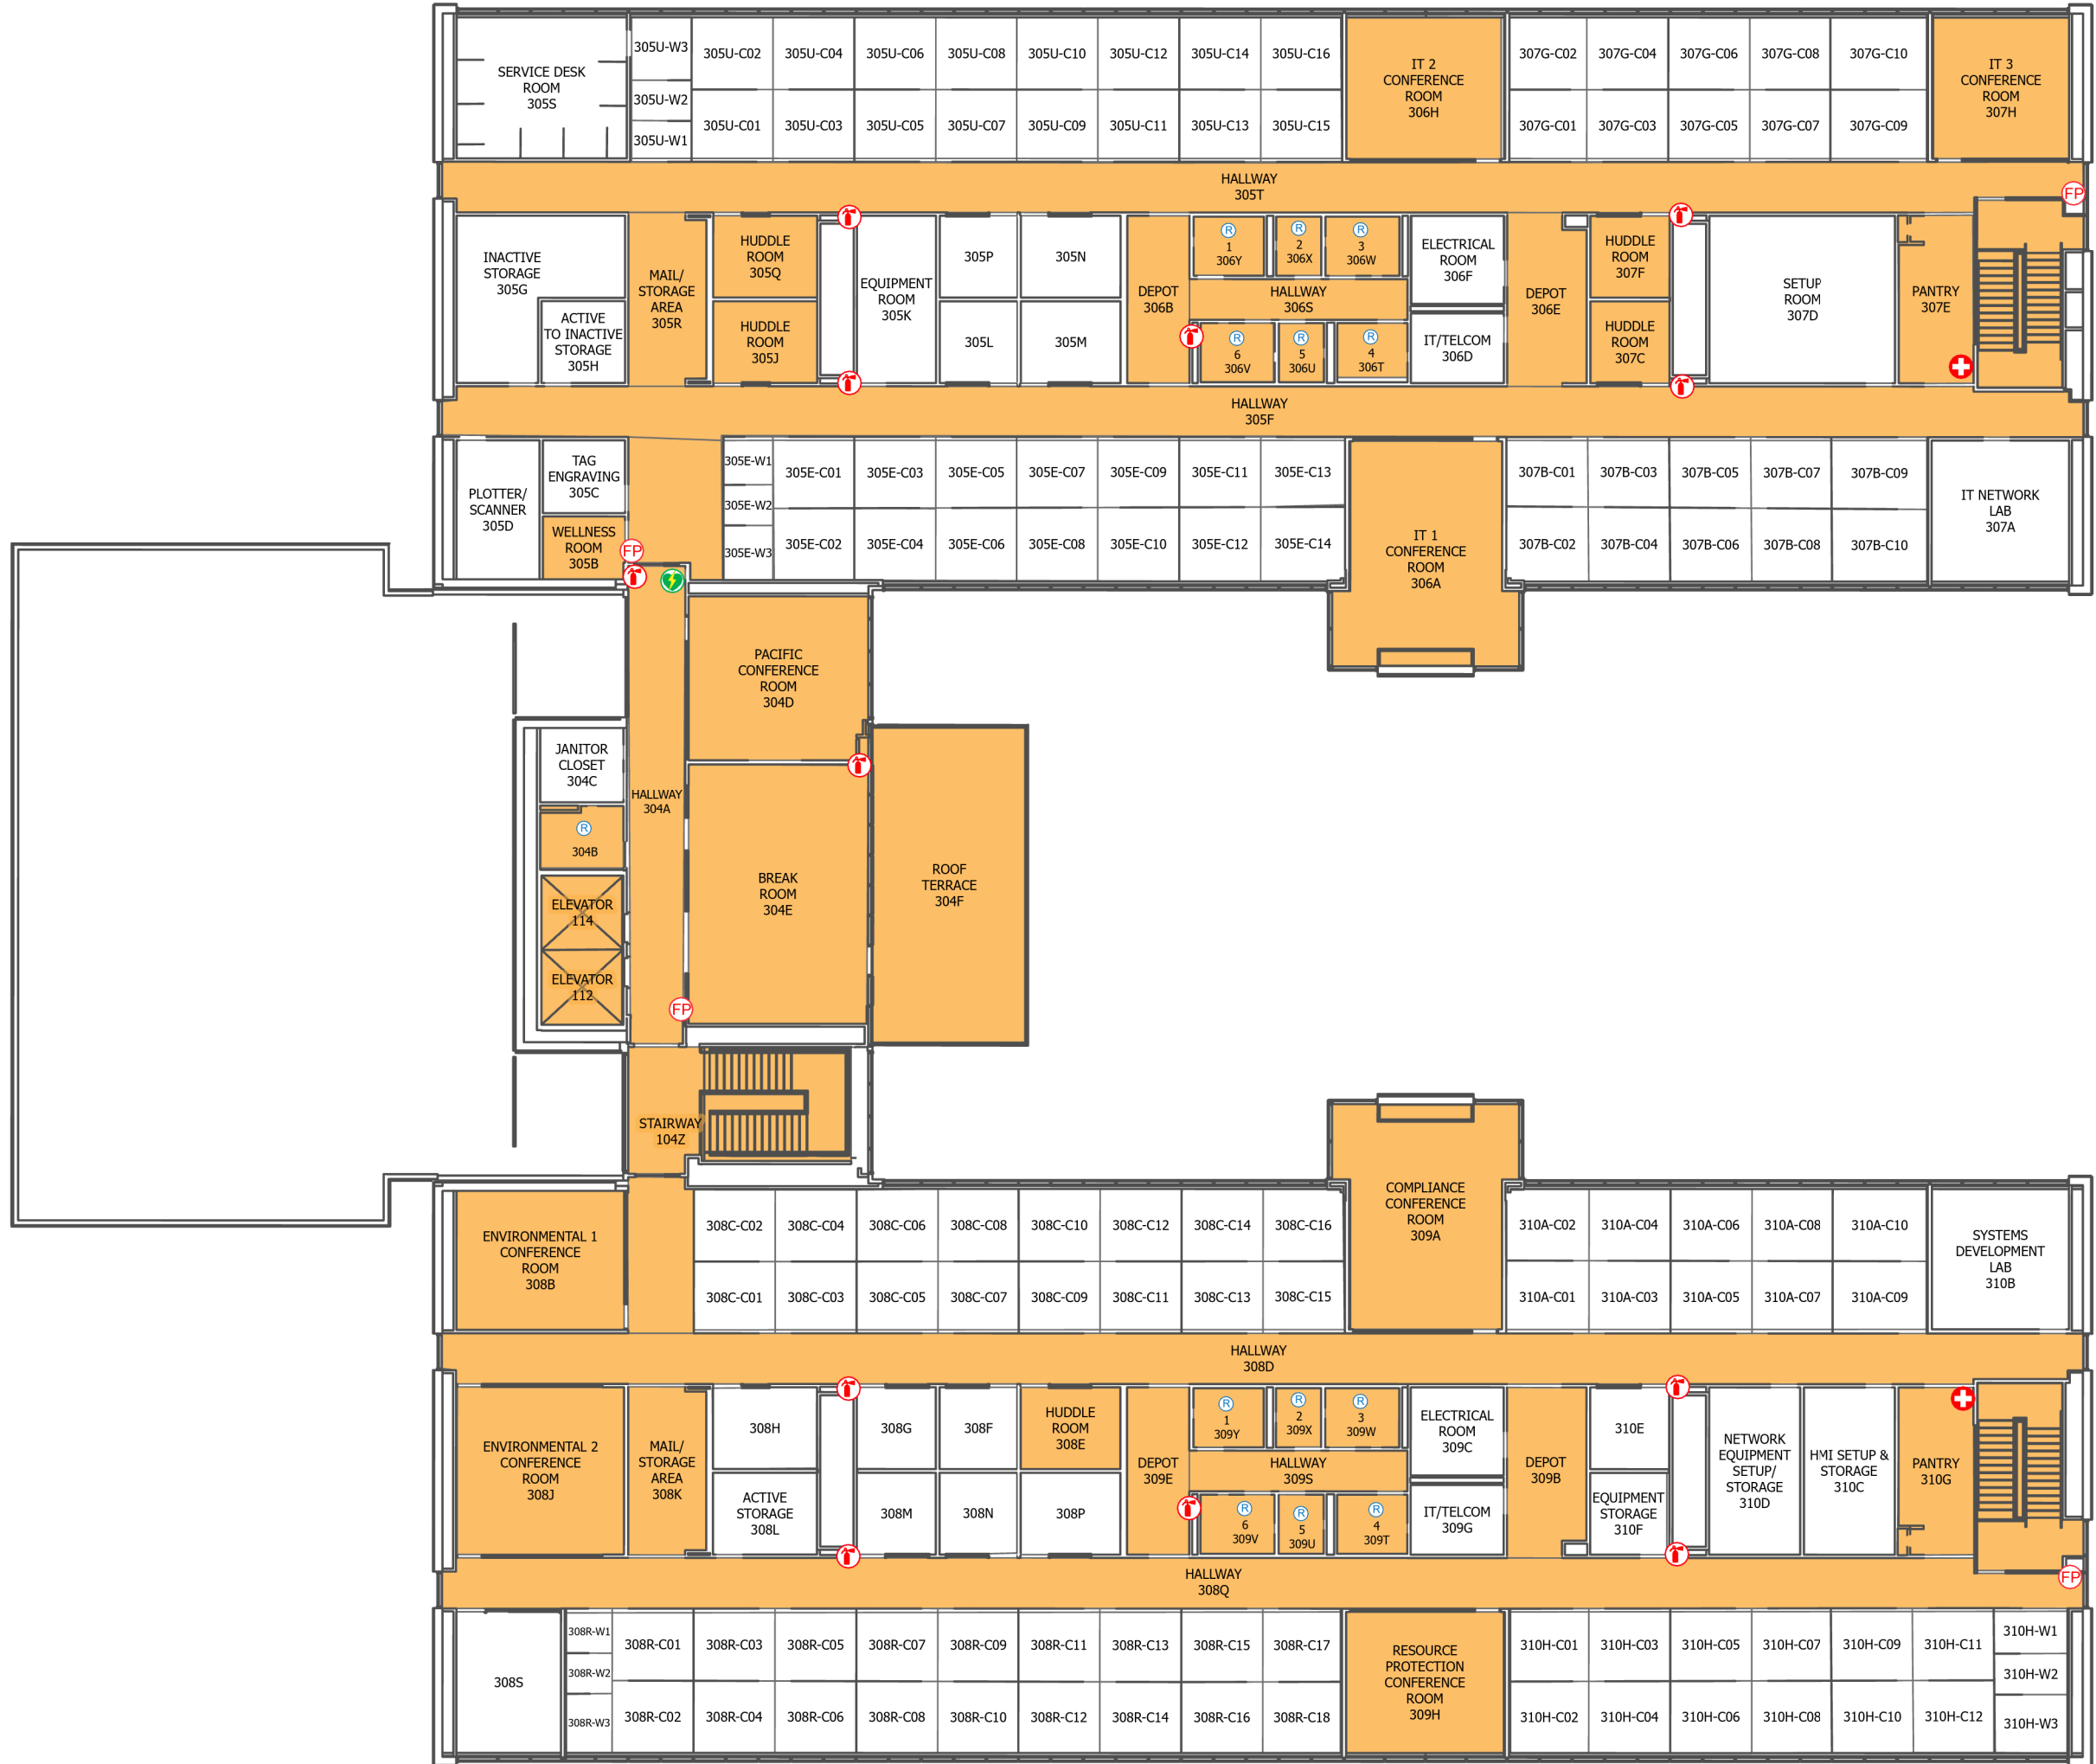 SERVICE DESK
ROOM
305S
305U-W3
305U-W2
305U-W1
305U-C02
305U-C04
305U-C06
305U-C08
305U-C10
305U-C12
305U-C14
305U-C16
305U-C01
305U-C03
305U-C05
305U-C07
305U-C09
305U-C11
305U-C13
305U-C15
IT 2
CONFERENCE
ROOM
306H
307G-C02
307G-C04
307G-C06
307G-C08
307G-C10
307G-C01
307G-C03
307G-C05
307G-C07
307G-C09
IT 3
CONFERENCE
ROOM
307H
HALLWAY
305T
FP
INACTIVE
STORAGE
305G
ACTIVE
TO INACTIVE
STORAGE
305H
MAIL/
STORAGE
AREA
305R
HUDDLE
ROOM
305Q
HUDDLE
ROOM
305J
EQUIPMENT
ROOM
305K
305P
305N
305L
305M
DEPOT
306B
R
1
306Y
R
2
306X
R
3
306W
HALLWAY
306S
R
6
306V
R
5
306U
R
4
306T
ELECTRICAL
ROOM
306F
IT/TELCOM
306D
DEPOT
306E
HUDDLE
ROOM
307F
HUDDLE
ROOM
307C
SETUP
ROOM
307D
PANTRY
307E
HALLWAY
305F
PLOTTER/
SCANNER
305D
TAG
ENGRAVING
305C
WELLNESS
ROOM
305B
FP
305E-W1
305E-W2
305E-W3
305E-C01
305E-C03
305E-C05
305E-C07
305E-C09
305E-C11
305E-C13
305E-C02
305E-C04
305E-C06
305E-C08
305E-C10
305E-C12
305E-C14
IT 1
CONFERENCE
ROOM
306A
307B-C01
307B-C03
307B-C05
307B-C07
307B-C09
307B-C02
307B-C04
307B-C06
307B-C08
307B-C10
IT NETWORK
LAB
307A
PACIFIC
CONFERENCE
ROOM
304D
JANITOR
CLOSET
304C
HALLWAY
304A
R
304B
ELEVATOR
114
ELEVATOR
112
BREAK
ROOM
304E
ROOF
TERRACE
304F
FP
STAIRWAY
104Z
ENVIRONMENTAL 1
CONFERENCE
ROOM
308B
308C-C02
308C-C04
308C-C06
308C-C08
308C-C10
308C-C12
308C-C14
308C-C16
308C-C01
308C-C03
308C-C05
308C-C07
308C-C09
308C-C11
308C-C13
308C-C15
COMPLIANCE
CONFERENCE
ROOM
309A
310A-C02
310A-C04
310A-C06
310A-C08
310A-C10
310A-C01
310A-C03
310A-C05
310A-C07
310A-C09
SYSTEMS
DEVELOPMENT
LAB
310B
HALLWAY
308D
ENVIRONMENTAL 2
CONFERENCE
ROOM
308J
MAIL/
STORAGE
AREA
308K
308H
ACTIVE
STORAGE
308L
308G
308F
HUDDLE
ROOM
308E
308M
308N
308P
DEPOT
309E
R
1
309Y
R
2
309X
R
3
309W
HALLWAY
309S
R
6
309V
R
5
309U
R
4
309T
ELECTRICAL
ROOM
309C
IT/TELCOM
309G
DEPOT
309B
310E
EQUIPMENT
STORAGE
310F
NETWORK
EQUIPMENT
SETUP/
STORAGE
310D
HMI SETUP &
STORAGE
310C
PANTRY
310G
HALLWAY
308Q
FP
308S
308R-W1
308R-W2
308R-W3
308R-C01
308R-C03
308R-C05
308R-C07
308R-C09
308R-C11
308R-C13
308R-C15
308R-C17
308R-C02
308R-C04
308R-C06
308R-C08
308R-C10
308R-C12
308R-C14
308R-C16
308R-C18
RESOURCE
PROTECTION
CONFERENCE
ROOM
309H
310H-C01
310H-C03
310H-C05
310H-C07
310H-C09
310H-C11
310H-C02
310H-C04
310H-C06
310H-C08
310H-C10
310H-C12
310H-W1
310H-W2
310H-W3